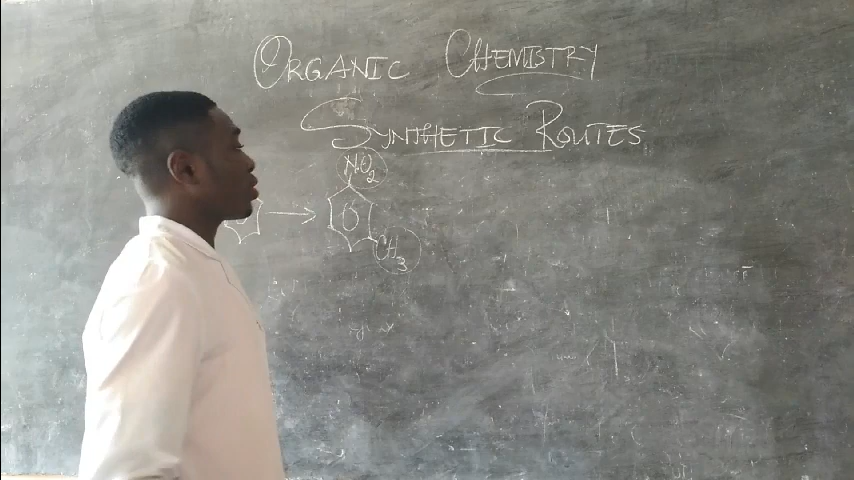 ORGANIC CHEMISTRY
SYNTHETIC ROUTES
NO2
CH3